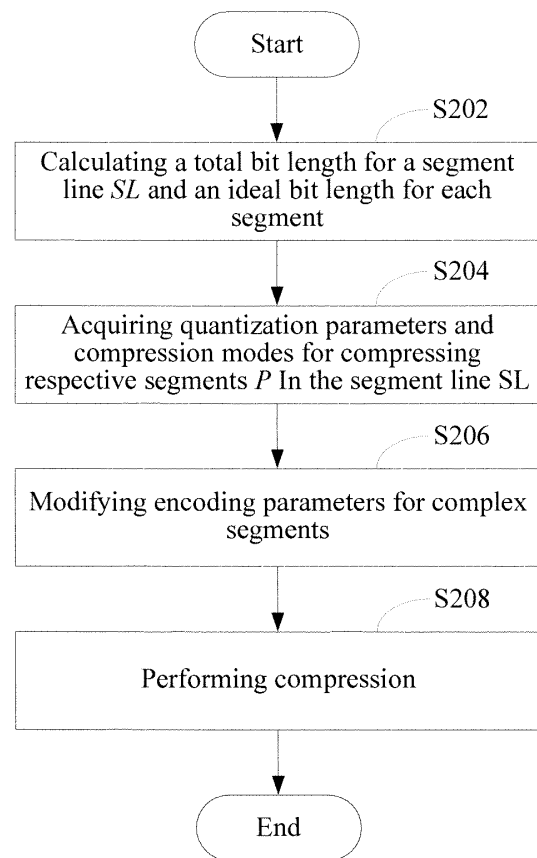 Start
S202
Calculating a total bit length for a segment
line SL and an ideal bit length for each
segment
S204
Acquiring quantization parameters and
compression modes for compressing
respective segments P In the segment line SL
S206
Modifying encoding parameters for complex
segments
S208
Performing compression
End